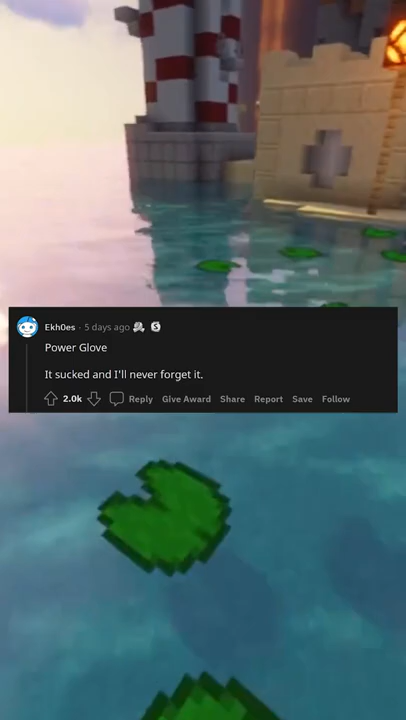 Ekh0es · 5 days ago
Power Glove
It sucked and I'll never forget it.
2.0k Reply Give Award Share Report Save Follow